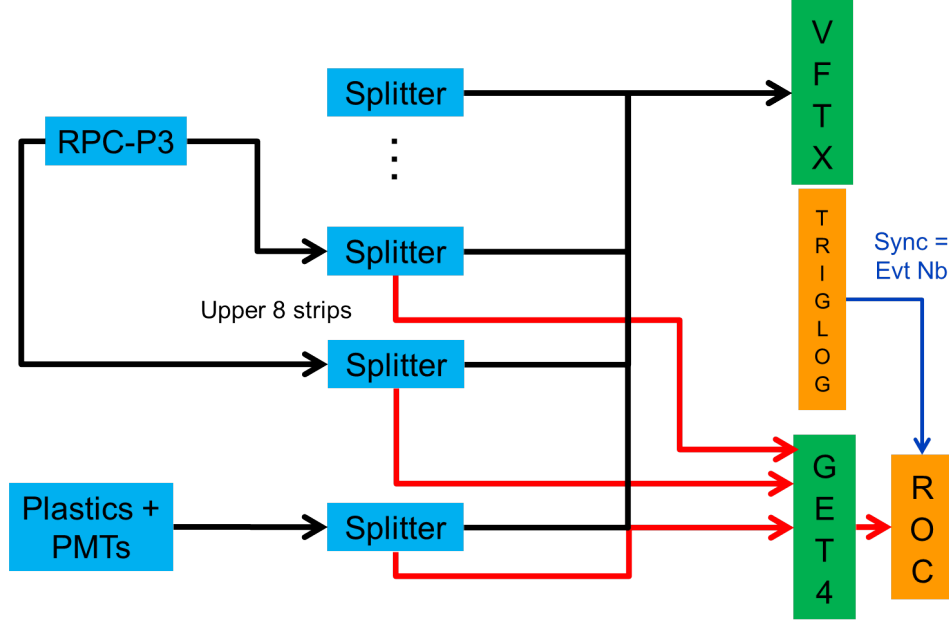 Splitter
VFTX
RPC-P3
Splitter
TRIGLOG
Sync =
Evt Nb
Upper 8 strips
Splitter
GET4
ROC
Plastics +
PMTs
Splitter